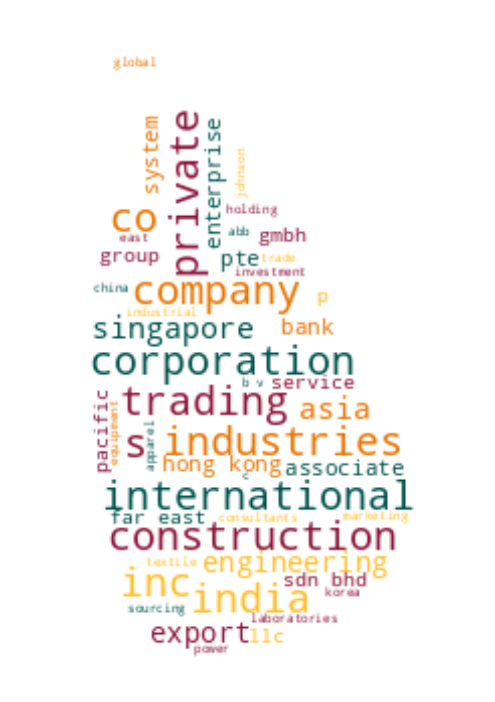 global
system
private
enterprise
johnson
co
holding
east
abb
gmbh
group
pte
trade
investment
china
company
p
industrial
singapore
bank
corporation
b v
service
pacific
equipment
trading
asia
s
apparel
industries
hong kong
c
associate
international
far east
consultants
marketing
construction
textile
engineering
inc
sdn bhd
india
korea
sourcing
laboratories
export
llc
power